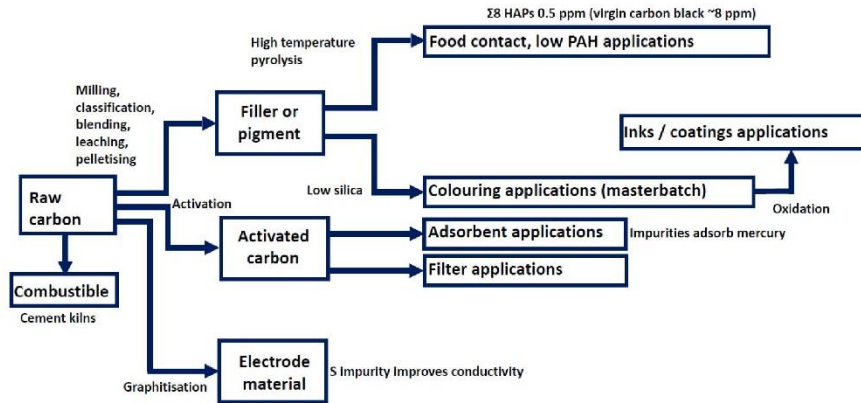 Σ8 HAPs 0.5 ppm (virgin carbon black ~8 ppm)
High temperature
pyrolysis
Food contact, low PAH applications
Milling,
classification,
blending,
leaching,
pelletising
Filler or
pigment
Inks / coatings applications
Low silica
Colouring applications (masterbatch)
Oxidation
Raw
carbon
Activation
Activated
carbon
Adsorbent applications
Impurities adsorb mercury
Filter applications
Combustible
Cement kilns
Graphitisation
Electrode
material
S Impurity Improves conductivity